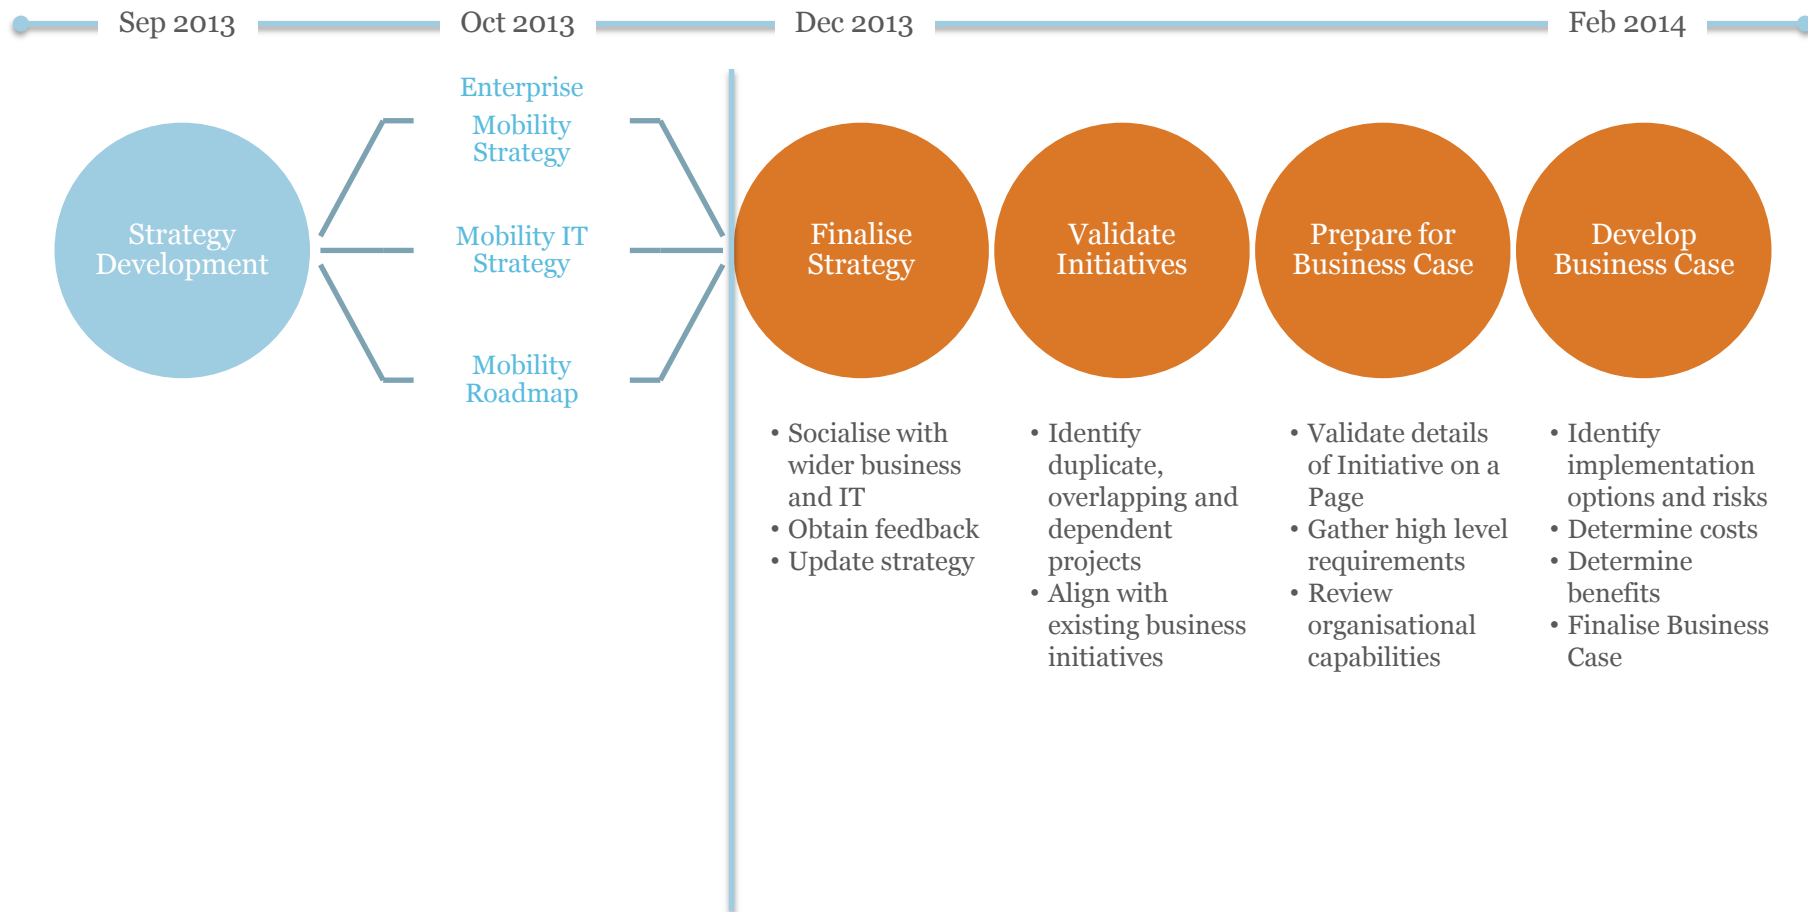 Sep 2013
Oct 2013
Dec 2013
Feb 2014
Strategy
Development
Enterprise
Mobility
Strategy
Mobility IT
Strategy
Mobility
Roadmap
Finalise
Strategy
Validate
Initiatives
Prepare for
Business Case
Develop
Business Case
• Socialise with
wider business
and IT
• Obtain feedback
• Update strategy
• Identify
duplicate,
overlapping and
dependent
projects
• Align with
existing business
initiatives
• Validate details
of Initiative on a
Page
• Gather high level
requirements
• Review
organisational
capabilities
• Identify
implementation
options and risks
• Determine costs
• Determine
benefits
• Finalise Business
Case